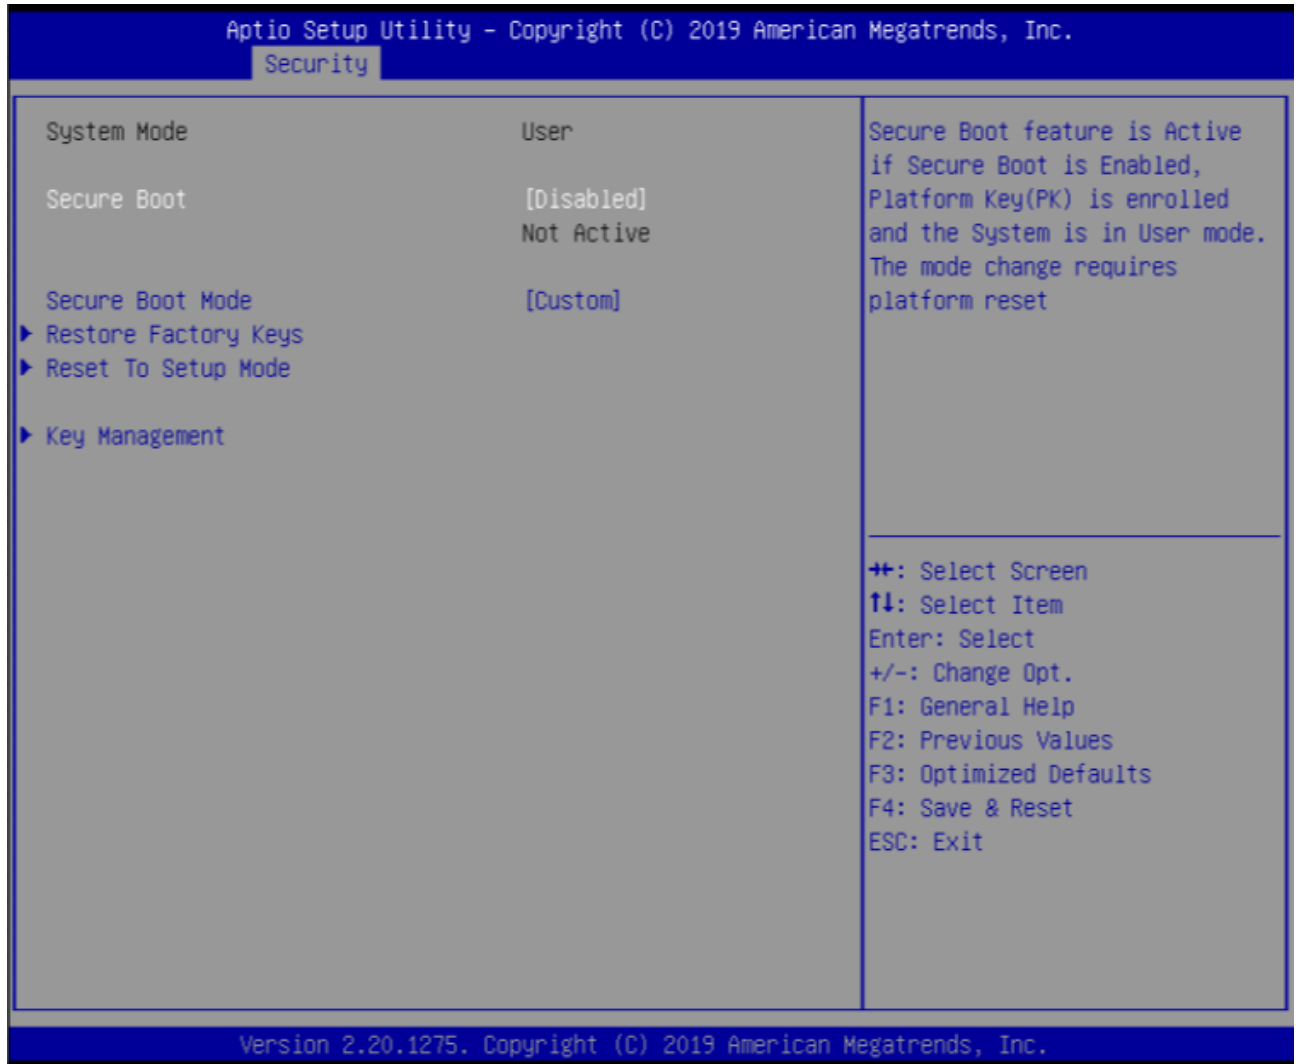 Aptio Setup Utility – Copyright (C) 2019 American Megatrends, Inc.
Security
System Mode User
Secure Boot [Disabled]
Not Active
Secure Boot Mode [Custom]
▶ Restore Factory Keys
▶ Reset To Setup Mode
▶ Key Management
Secure Boot feature is Active
if Secure Boot is Enabled,
Platform Key(PK) is enrolled
and the System is in User mode.
The mode change requires
platform reset
→←: Select Screen
↑↓: Select Item
Enter: Select
+/-: Change Opt.
F1: General Help
F2: Previous Values
F3: Optimized Defaults
F4: Save & Reset
ESC: Exit
Version 2.20.1275. Copyright (C) 2019 American Megatrends, Inc.